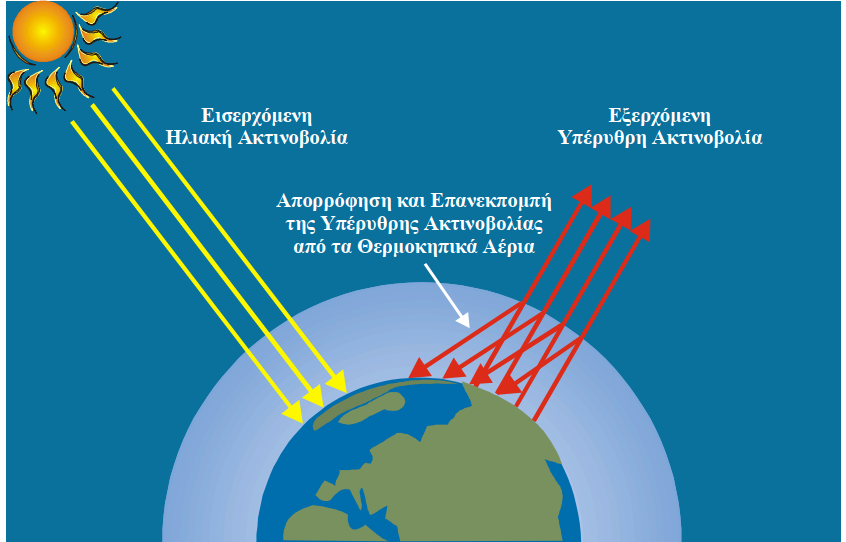 Εισερχόμενη
Ηλιακή Ακτινοβολία
Εξερχόμενη
Υπέρυθρη Ακτινοβολία
Απορρόφηση και Επανεκπομπή
της Υπέρυθρης Ακτινοβολίας
από τα Θερμοκηπικά Αέρια